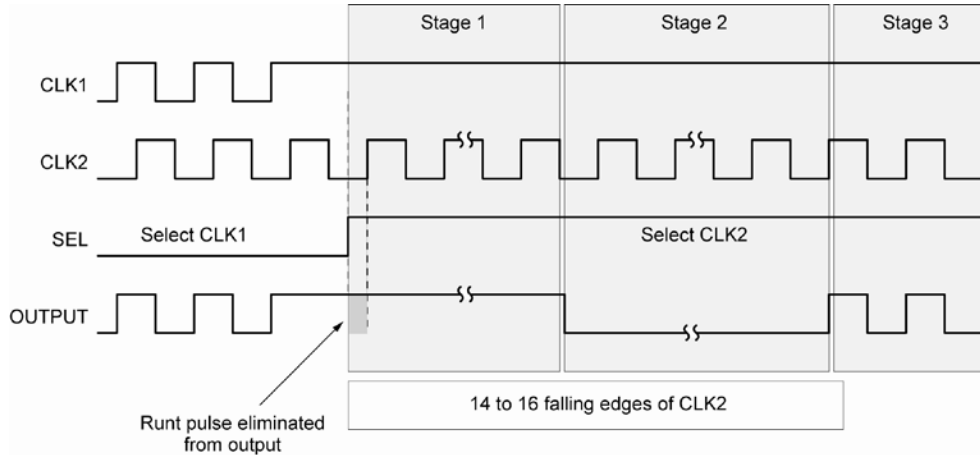 Stage 1
Stage 2
Stage 3
CLK1
CLK2
SEL
Select CLK1
Select CLK2
OUTPUT
14 to 16 falling edges of CLK2
Runt pulse eliminated
from output